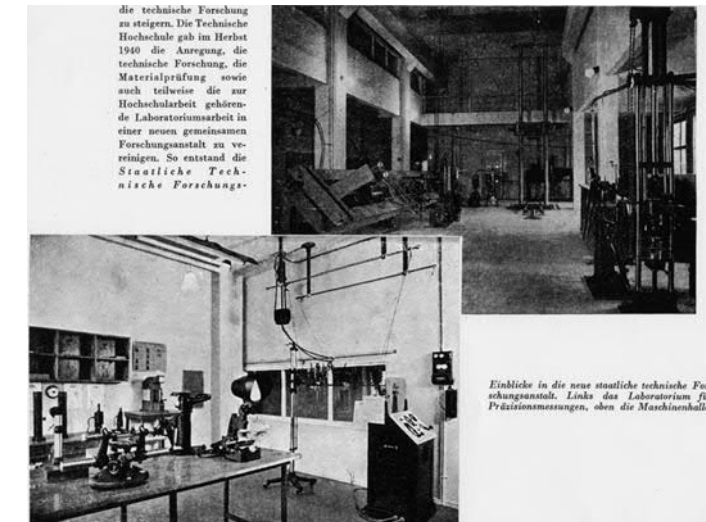 die technische Forschung
zu steigern. Die Technische
Hochschule gab im Herbst
1940 die Anregung, die
technische Forschung, die
Materialprüfung sowie
auch teilweise die zur
Hochschularbeit gehören-
de Laboratoriumsarbeit in
einer neuen gemeinsamen
Forschungsanstalt zu ve-
reinigen. So entstand die
Staatliche Tech-
nische Forschungs-
Einblicke in die neue staatliche technische For
schungsanstalt. Links das Laboratorium fü
Präzisionsmessungen, oben die Maschinenhalle